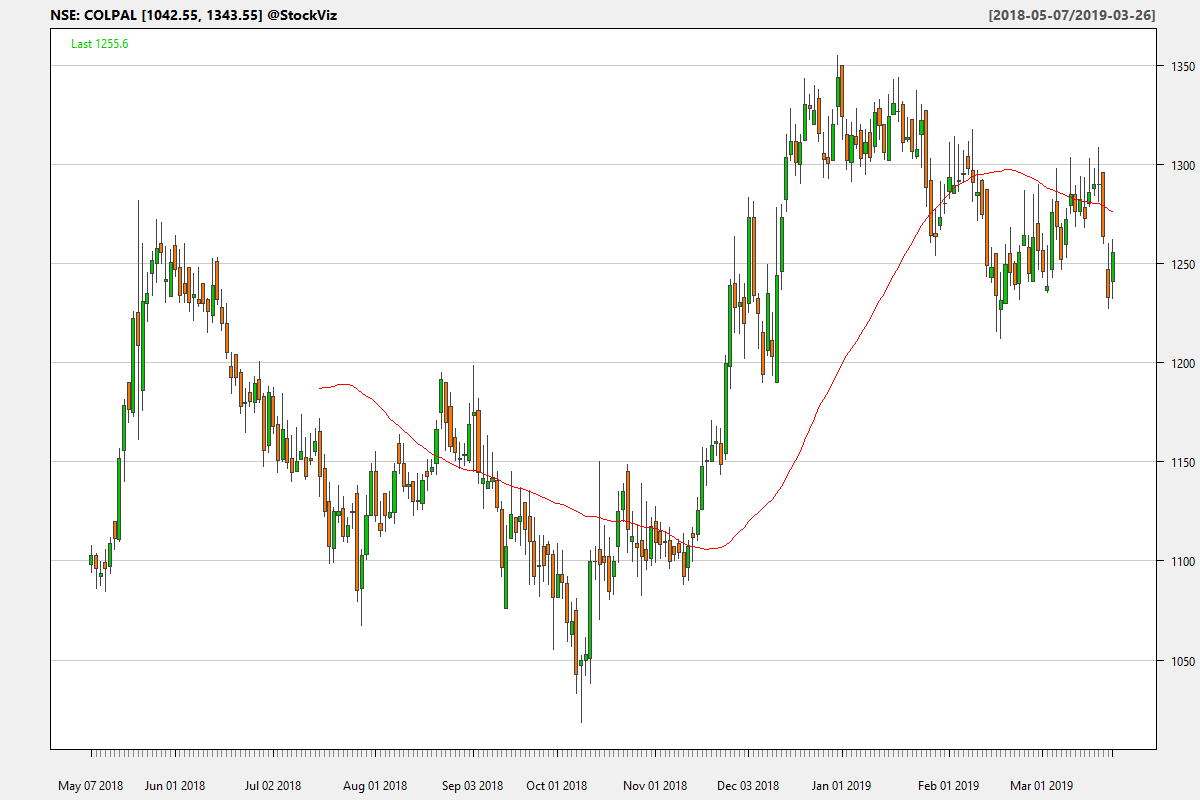 NSE: COLPAL [1042.55, 1343.55] @StockViz
[2018-05-07/2019-03-26]
Last 1255.6
1350
1300
1250
1200
1150
1100
1050
May 07 2018 Jun 01 2018 Jul 02 2018 Aug 01 2018 Sep 03 2018 Oct 01 2018 Nov 01 2018 Dec 03 2018 Jan 01 2019 Feb 01 2019 Mar 01 2019